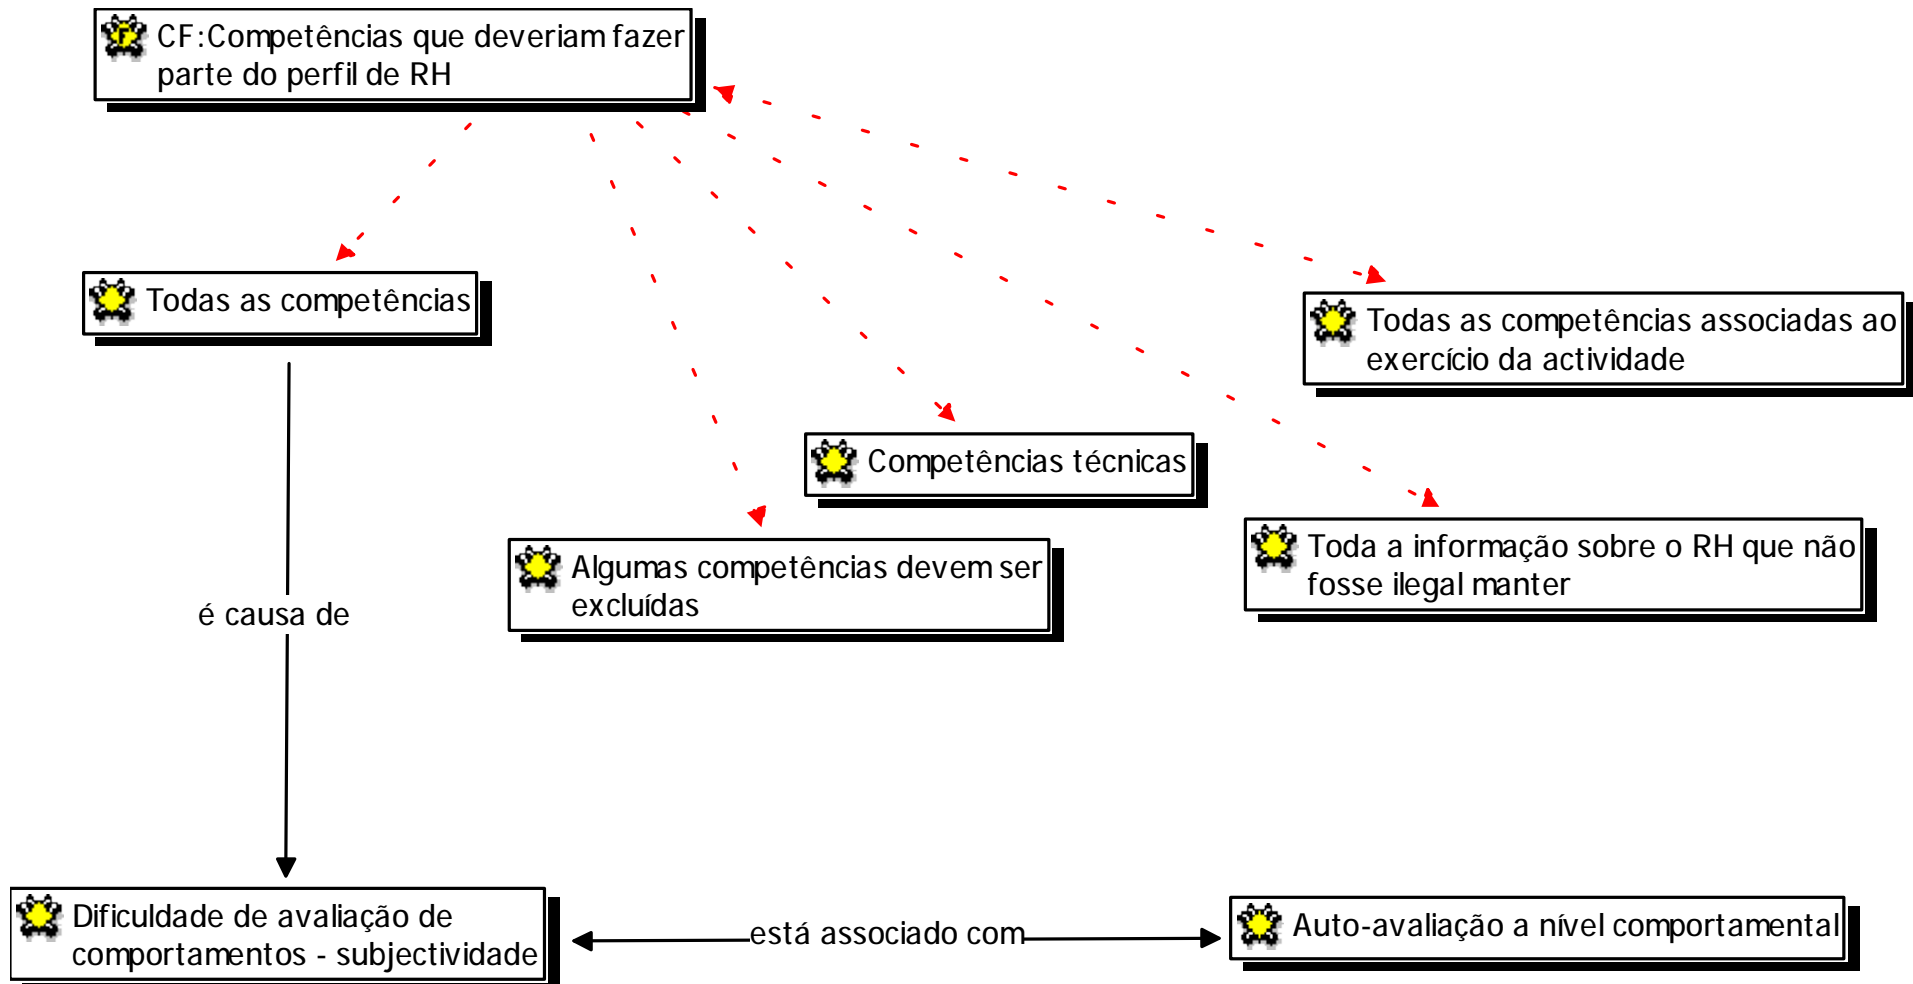 CF:Competências que deveriam fazer
parte do perfil de RH
Todas as competências
Todas as competências associadas ao
exercício da actividade
Competências técnicas
Algumas competências devem ser
excluídas
Toda a informação sobre o RH que não
fosse ilegal manter
é causa de
Dificuldade de avaliação de
comportamentos - subjectividade
está associado com
Auto-avaliação a nível comportamental